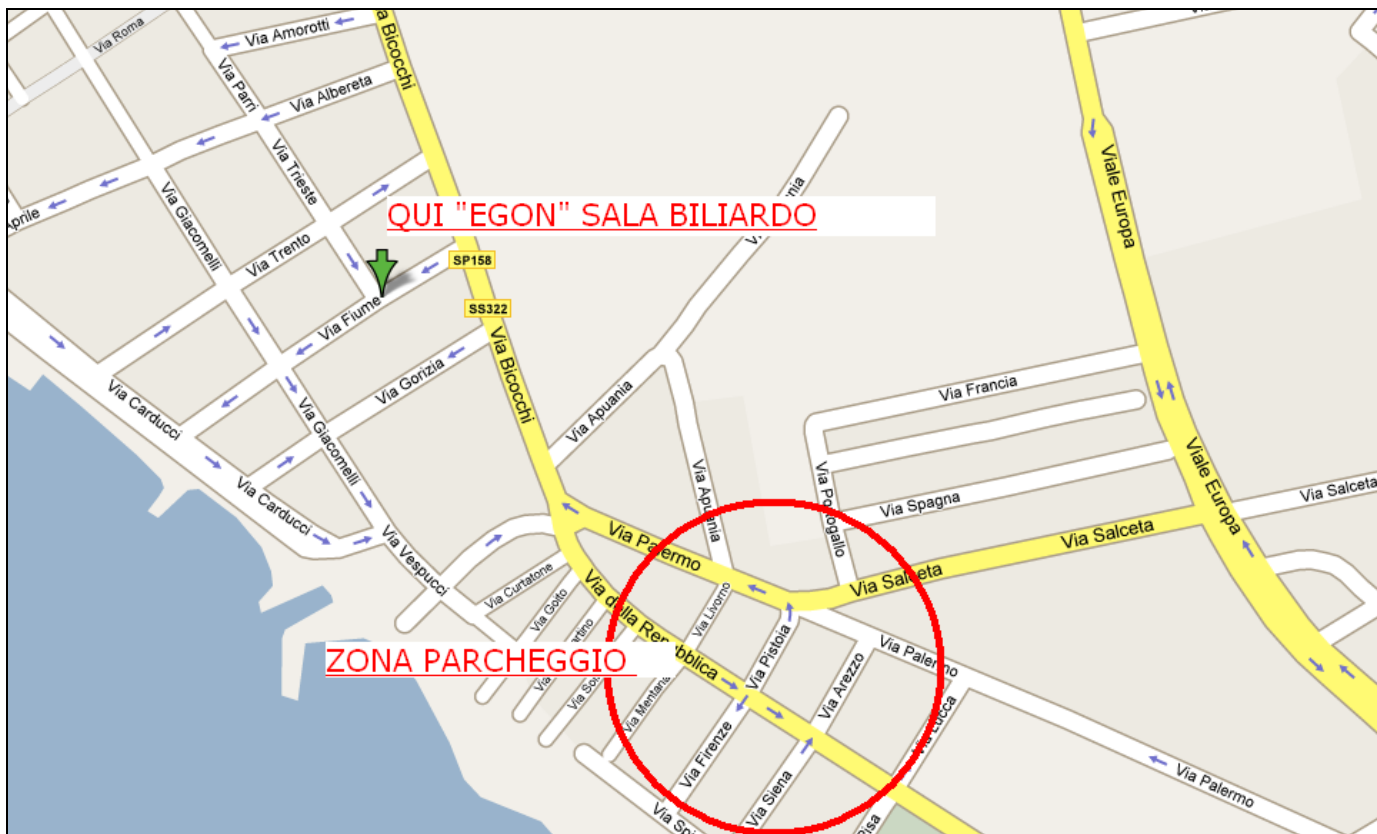 Via Roma
Via Amorotti
Via Bicocchi
Via Parri
Via Albereta
Via Trieste
Viale Europa
Aprile
Via Giacomelli
QUI "EGON" SALA BILIARDO
Via Trento
SP158
Via Fiume
SS322
Via Bicocchi
Via Gorizia
Via Francia
Via Carducci
Via Giacomelli
Via Apuania
Via Apuania
Viale Europa
Via Salceta
Via Spagna
Via Carducci
Via Palermo
Via Salceta
Via Vespucci
Via Salceta
Via Curtatone
Via Goito
Via Livorno
Via della Repubblica
Via Pistoia
Via Palermo
ZONA PARCHEGGIO
Via Arezzo
Via Mentana
Via Firenze
Via Lucca
Via Siena
Via Palermo
Pisa